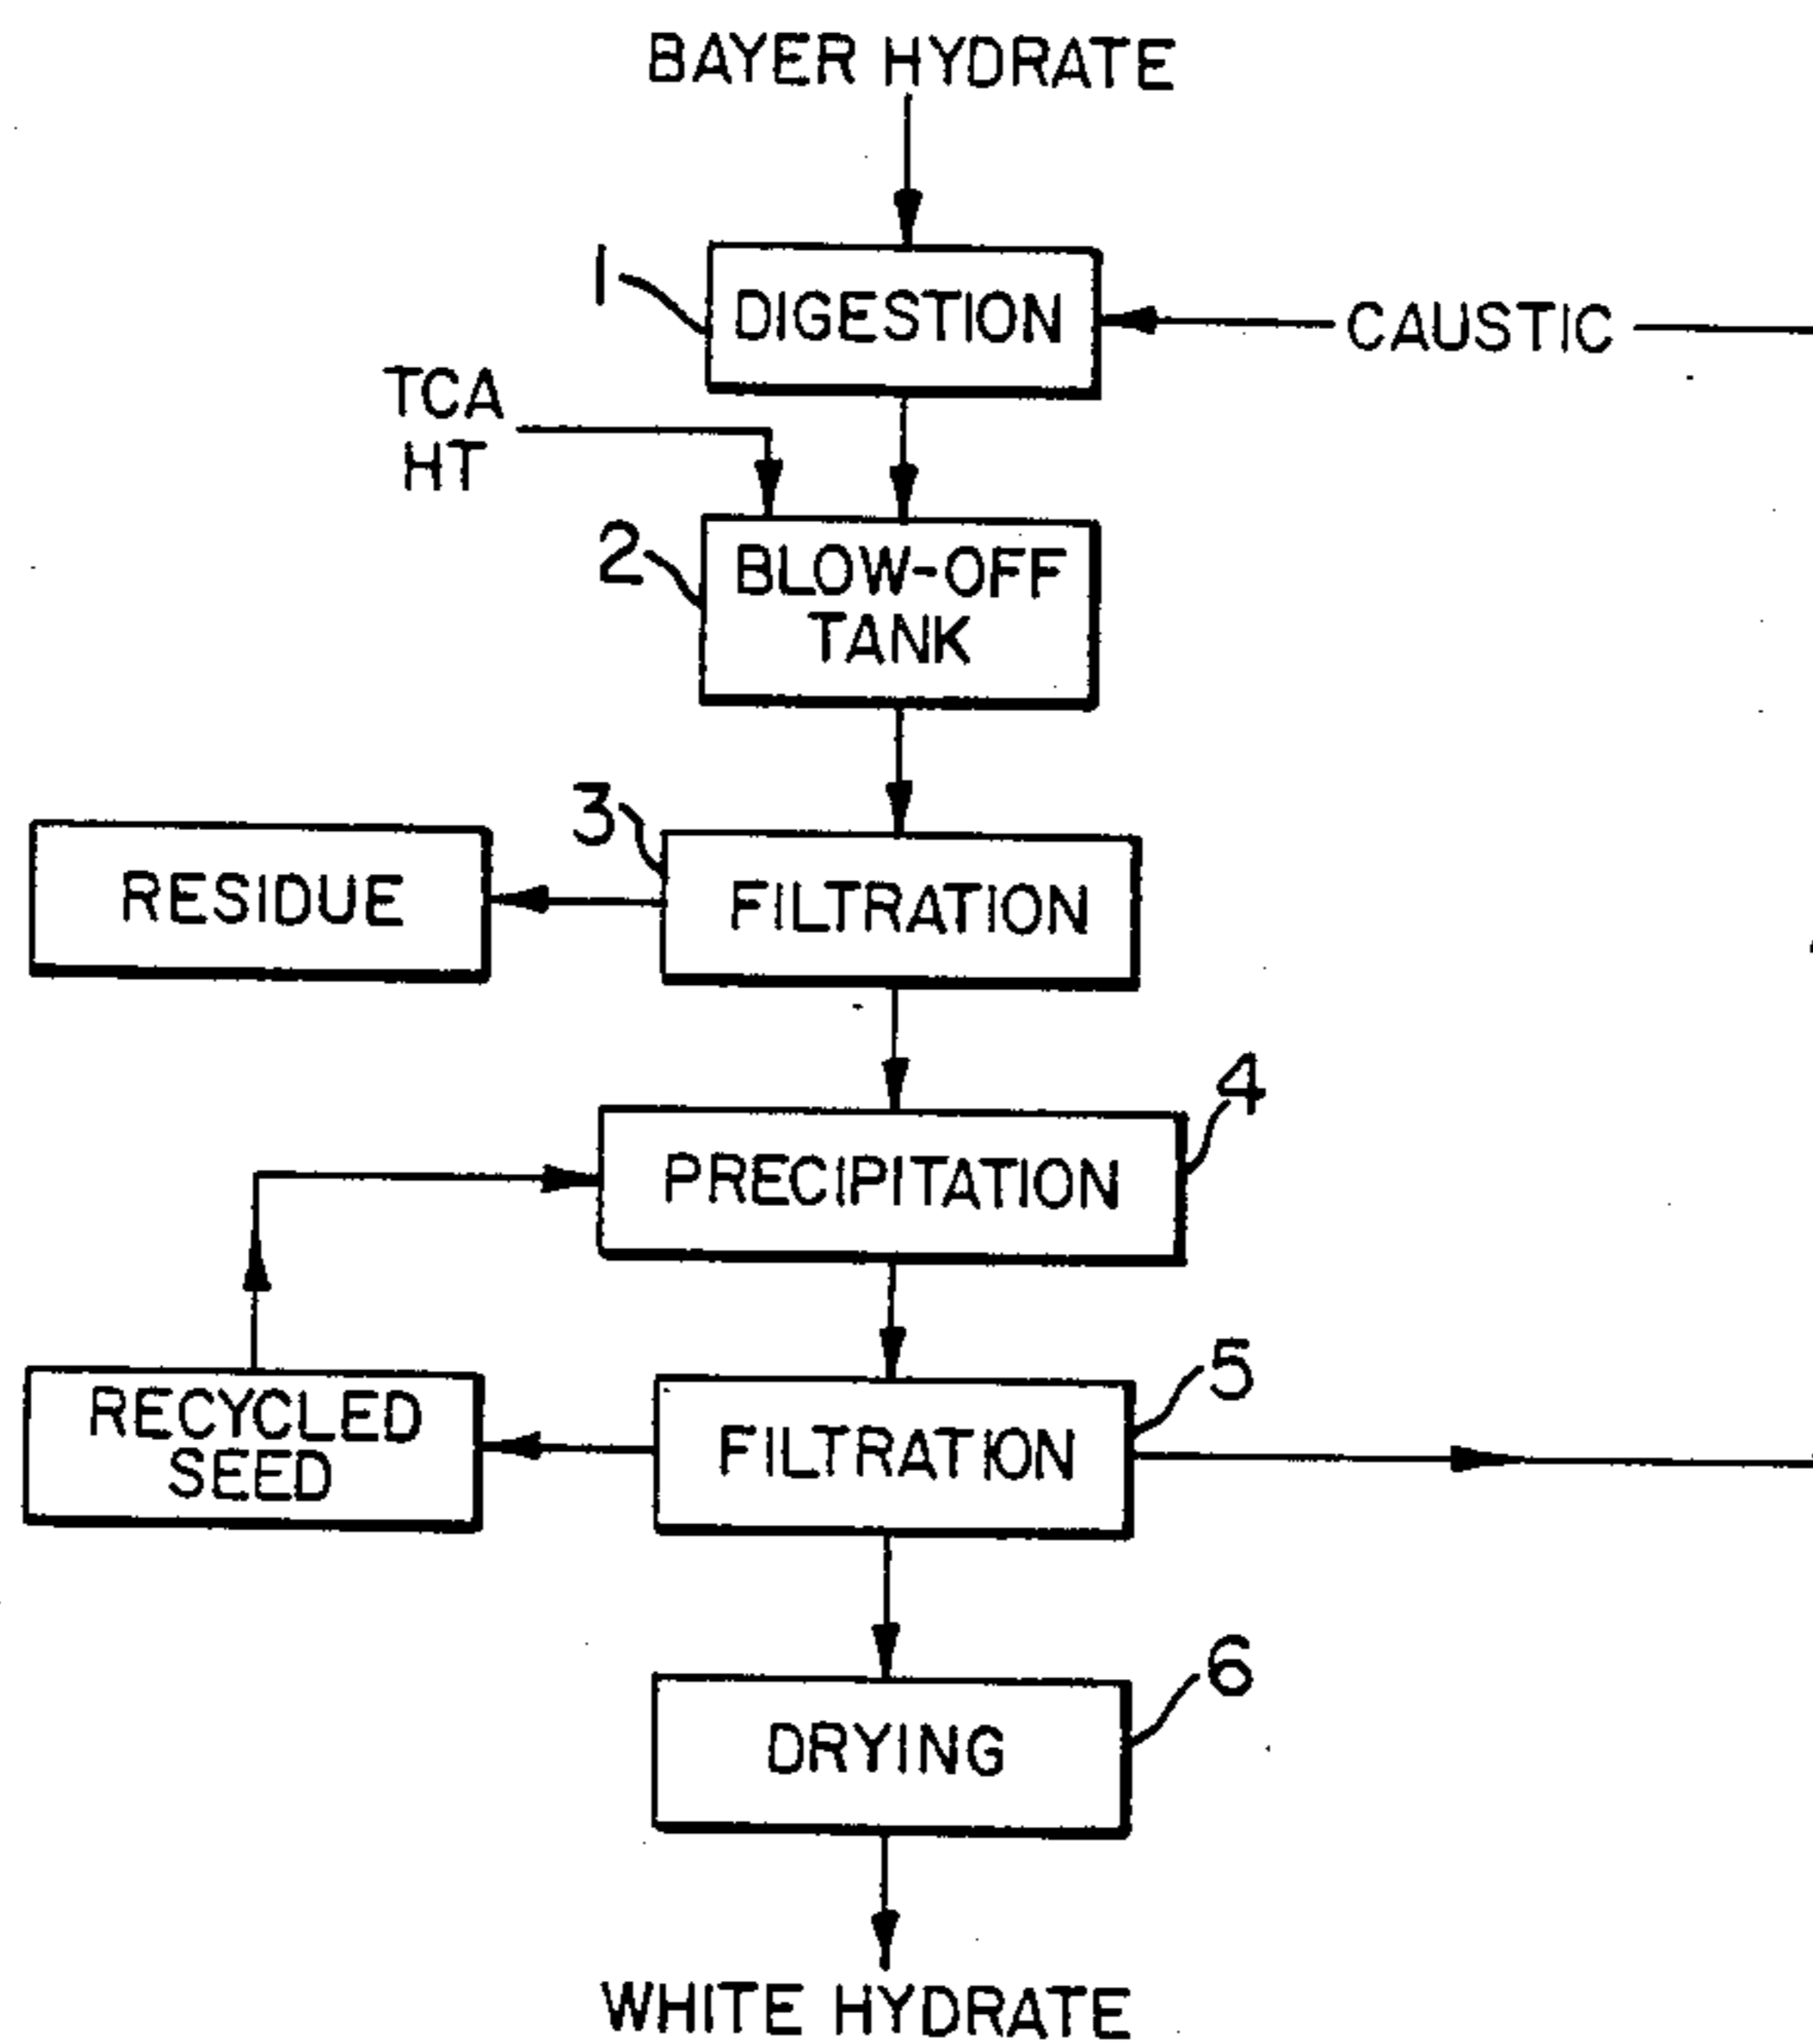 BAYER HYDRATE
1
DIGESTION
CAUSTIC
TCA
HT
2
BLOW-OFF
TANK
3
RESIDUE
FILTRATION
4
PRECIPITATION
5
RECYCLED
SEED
FILTRATION
6
DRYING
WHITE HYDRATE